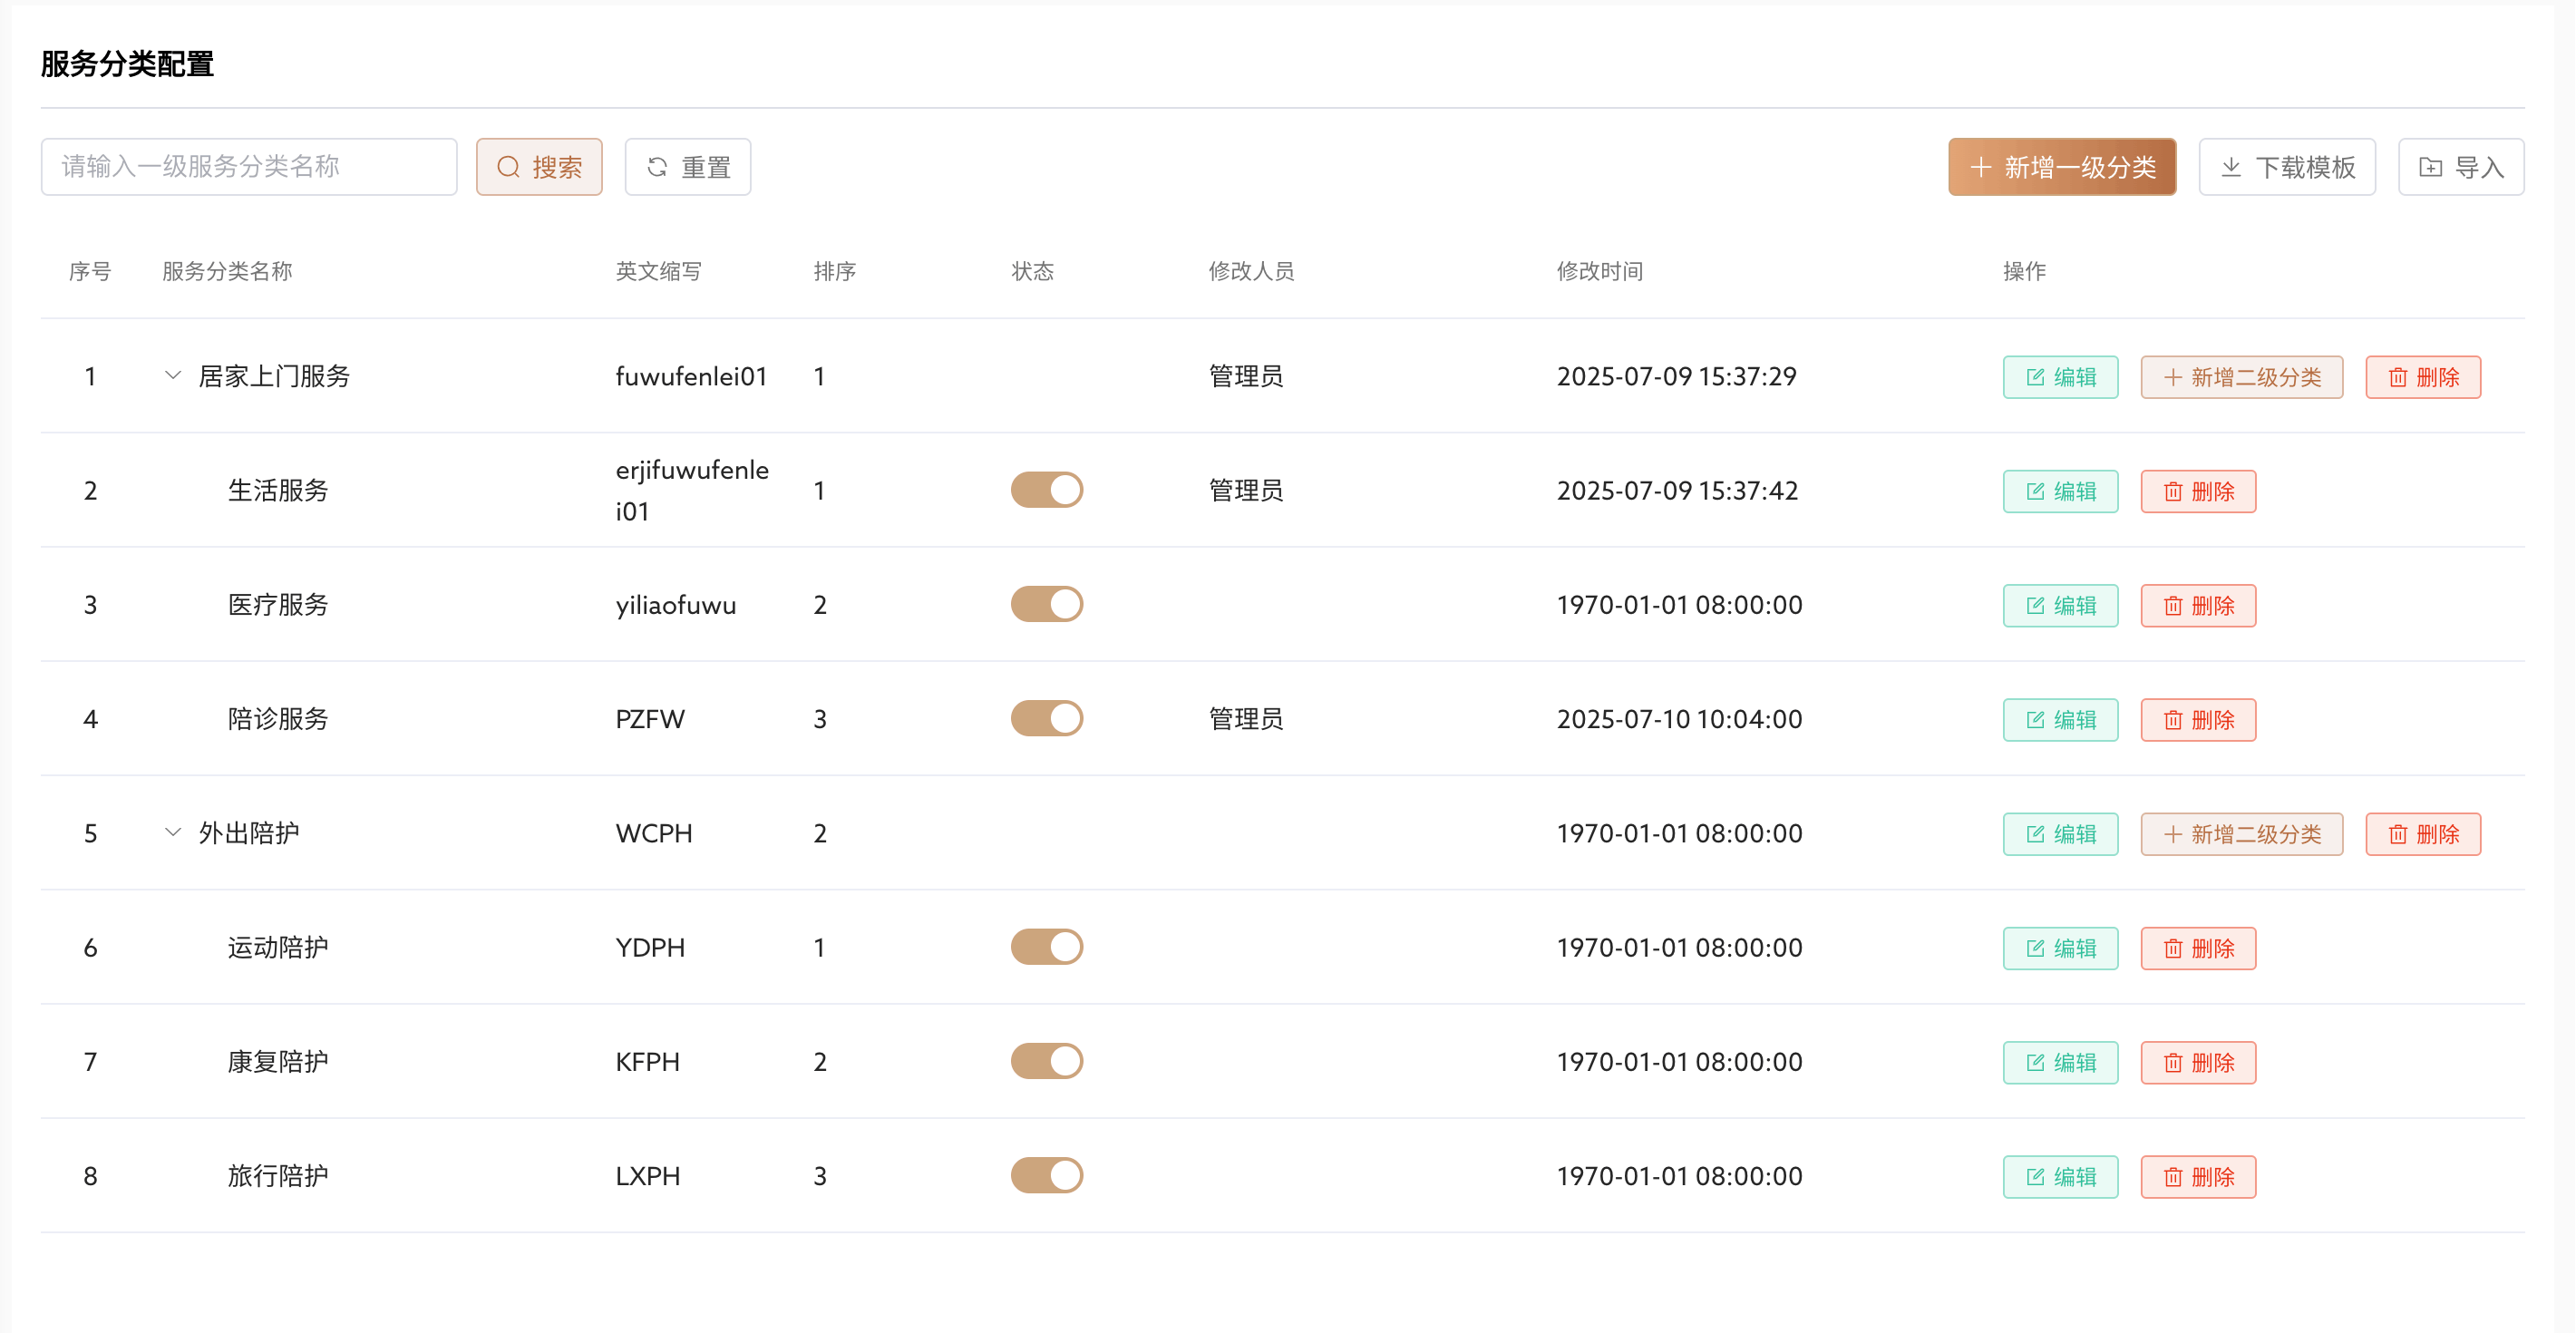 服务分类配置
请输入一级服务分类名称 搜索 重置 新增一级分类 下载模板 导入
序号 服务分类名称 英文缩写 排序 状态 修改人员 修改时间 操作
1 居家上门服务 fuwufenlei01 1 管理员 2025-07-09 15:37:29 编辑 新增二级分类 删除
2 生活服务 erjifuwufenle
i01 1 管理员 2025-07-09 15:37:42 编辑 删除
3 医疗服务 yiliaofuwu 2 1970-01-01 08:00:00 编辑 删除
4 陪诊服务 PZFW 3 管理员 2025-07-10 10:04:00 编辑 删除
5 外出陪护 WCPH 2 1970-01-01 08:00:00 编辑 新增二级分类 删除
6 运动陪护 YDPH 1 1970-01-01 08:00:00 编辑 删除
7 康复陪护 KFPH 2 1970-01-01 08:00:00 编辑 删除
8 旅行陪护 LXPH 3 1970-01-01 08:00:00 编辑 删除